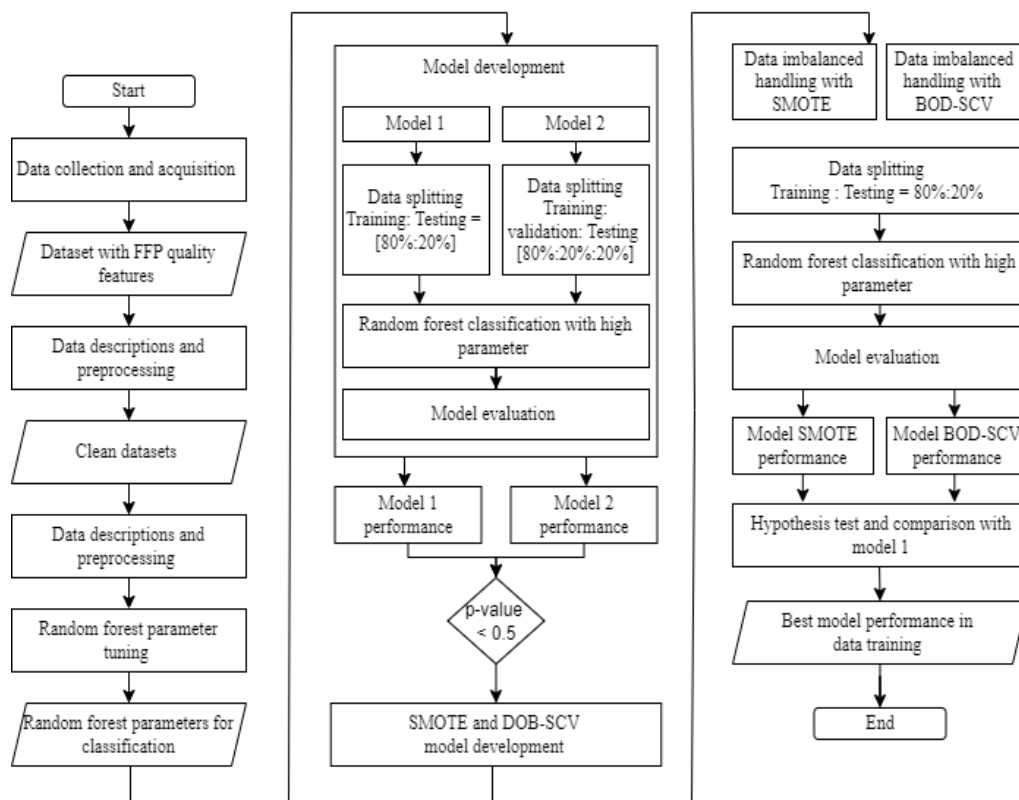 Start
Data collection and acquisition
Dataset with FFP quality
features
Data descriptions and
preprocessing
Clean datasets
Data descriptions and
preprocessing
Random forest parameter
tuning
Random forest parameters for
classification
Model development
Model 1
Model 2
Data splitting
Training: Testing =
[80%:20%]
Data splitting
Training:
validation: Testing
[80%:20%:20%]
Random forest classification with high
parameter
Model evaluation
Model 1
performance
Model 2
performance
p-value
< 0.5
SMOTE and DOB-SCV
model development
Data imbalanced
handling with
SMOTE
Data imbalanced
handling with
BOD-SCV
Data splitting
Training : Testing = 80%:20%
Random forest classification with high
parameter
Model evaluation
Model SMOTE
performance
Model BOD-SCV
performance
Hypothesis test and comparison with
model 1
Best model performance in
data training
End